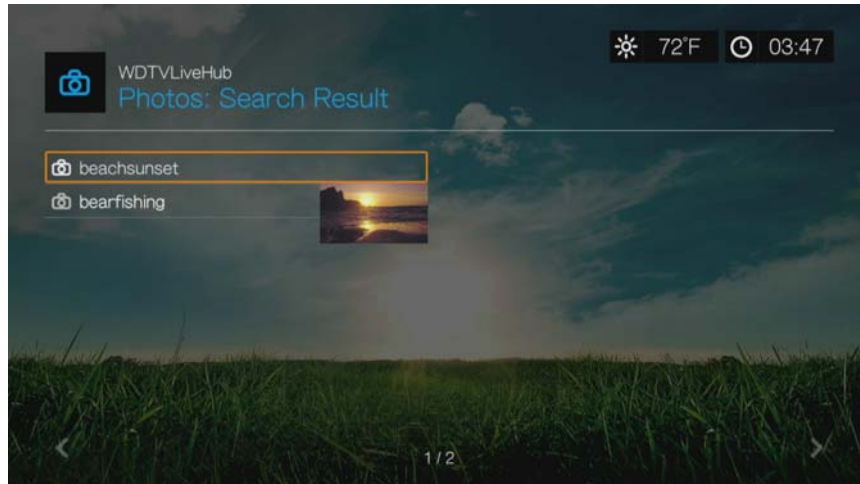 72°F 03:47
WDTVLiveHub
Photos: Search Result
beachsunset
bearfishing
1 / 2